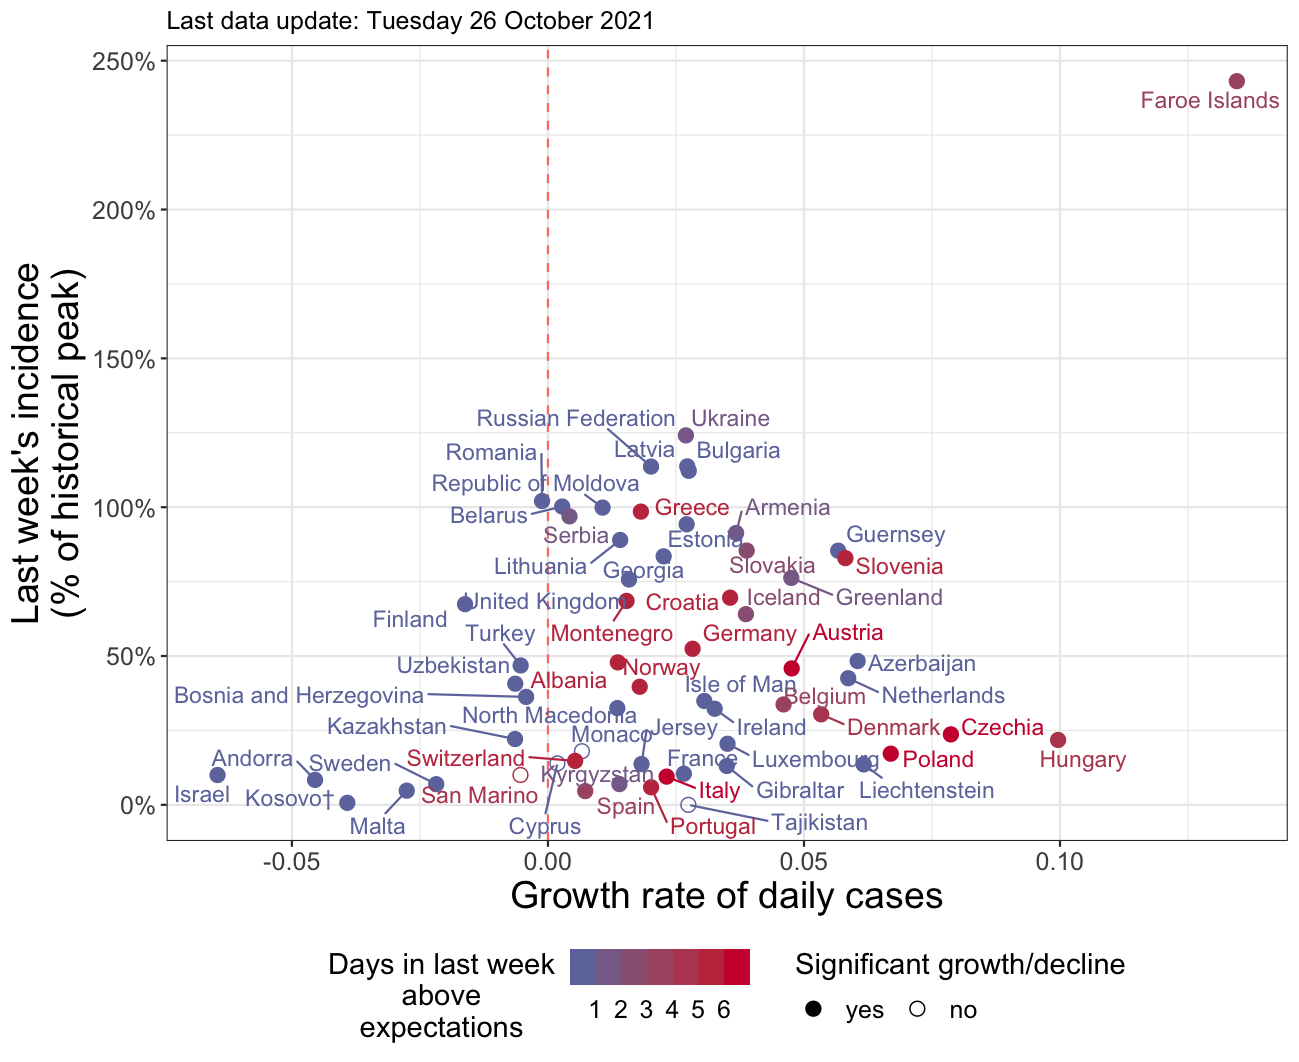 Last data update: Tuesday 26 October 2021
250%
200%
150%
100%
50%
0%
Last week's incidence
(% of historical peak)
Faroe Islands
Russian Federation
Ukraine
Romania
Latvia
Bulgaria
Republic of Moldova
Belarus
Greece
Armenia
Serbia
Estonia
Guernsey
Lithuania
Georgia
Slovakia
Slovenia
Finland
United Kingdom
Croatia
Iceland
Greenland
Turkey
Montenegro
Germany
Austria
Uzbekistan
Albania
Norway
Azerbaijan
Bosnia and Herzegovina
Isle of Man
Belgium
Netherlands
Kazakhstan
North Macedonia
Monaco
Jersey
Ireland
Denmark
Czechia
Andorra
Sweden
Switzerland
France
Luxembourg
Poland
Hungary
Israel
Kosovo†
San Marino
Kyrgyzstan
Spain
Italy
Gibraltar
Liechtenstein
Malta
Cyprus
Portugal
Tajikistan
-0.05
0.00
0.05
0.10
Growth rate of daily cases
Days in last week
above
expectations
1 2 3 4 5 6
Significant growth/decline
yes
no